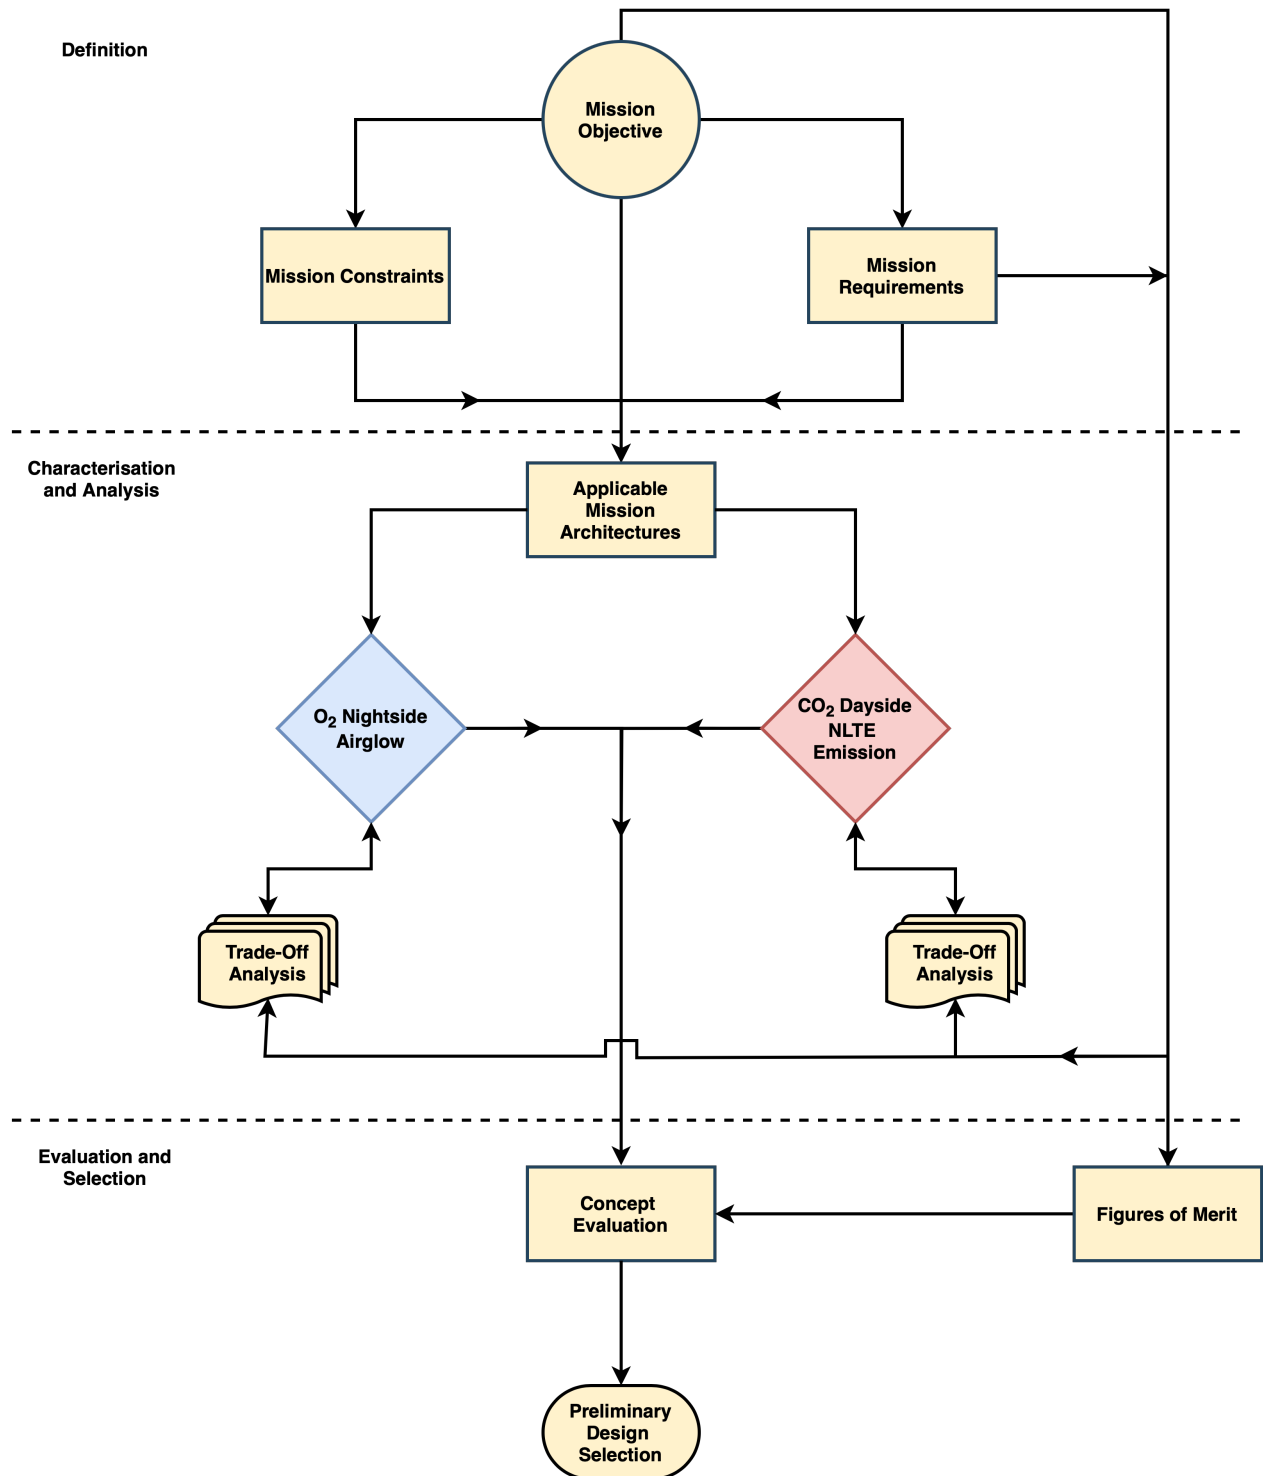 Definition
Mission
Objective
Mission Constraints
Mission
Requirements
Characterisation
and Analysis
Applicable
Mission
Architectures
O₂ Nightside
Airglow
CO₂ Dayside
NLTE
Emission
Trade-Off
Analysis
Trade-Off
Analysis
Evaluation and
Selection
Concept
Evaluation
Figures of Merit
Preliminary
Design
Selection